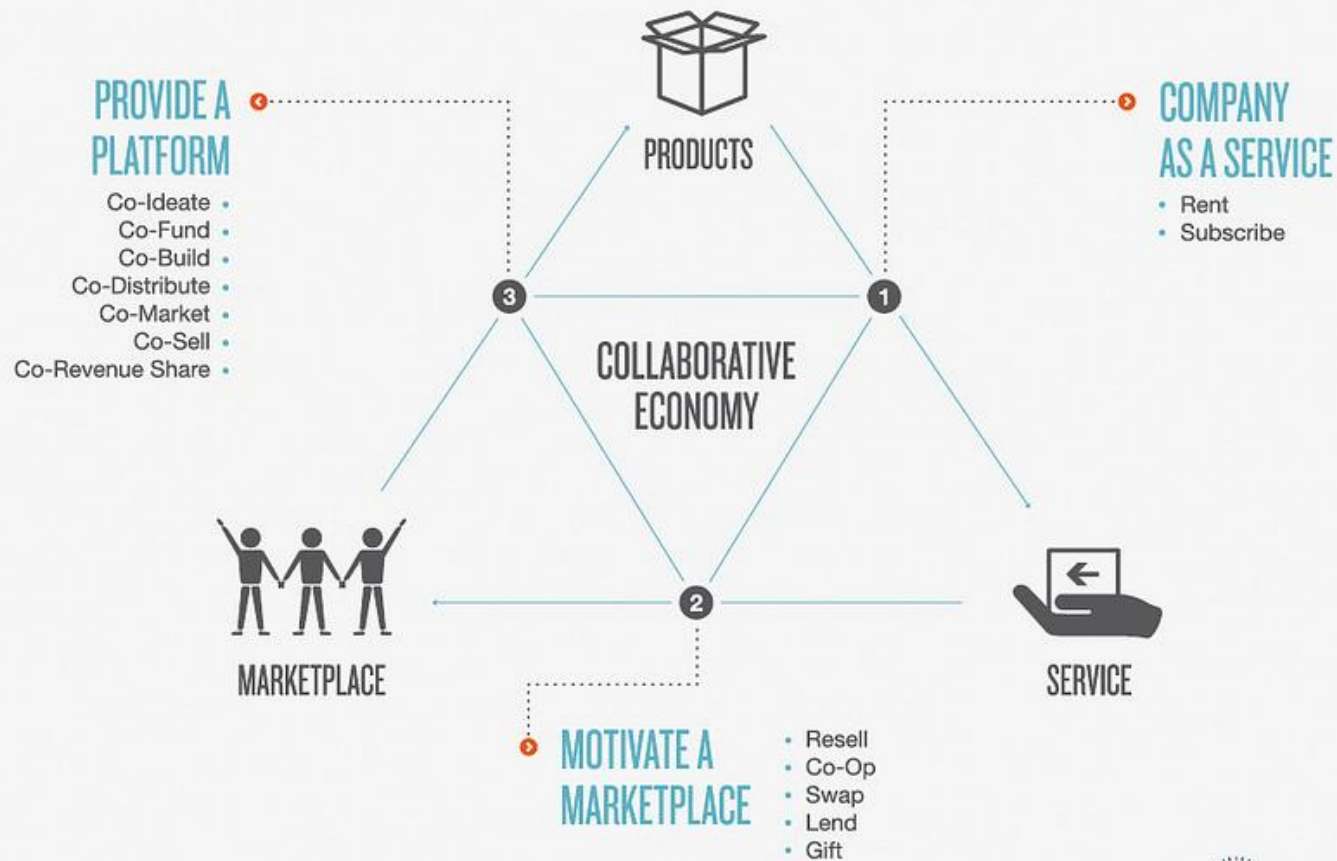 PRODUCTS
PROVIDE A
PLATFORM
Co-Ideate
Co-Fund
Co-Build
Co-Distribute
Co-Market
Co-Sell
Co-Revenue Share
COMPANY
AS A SERVICE
• Rent
• Subscribe
3
1
COLLABORATIVE
ECONOMY
2
MARKETPLACE
SERVICE
MOTIVATE A
MARKETPLACE
• Resell
• Co-Op
• Swap
• Lend
• Gift